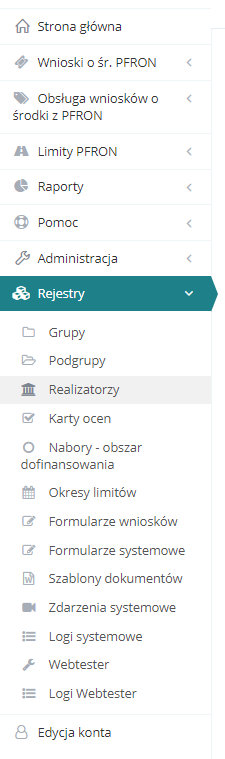 Strona główna
Wnioski o śr. PFRON
Obsługa wniosków o
środki z PFRON
Limity PFRON
Raporty
Pomoc
Administracja
Rejestry
Grupy
Podgrupy
Realizatorzy
Karty ocen
Nabory - obszar
dofinansowania
Okresy limitów
Formularze wniosków
Formularze systemowe
Szablony dokumentów
Zdarzenia systemowe
Logi systemowe
Webtester
Logi Webtester
Edycja konta